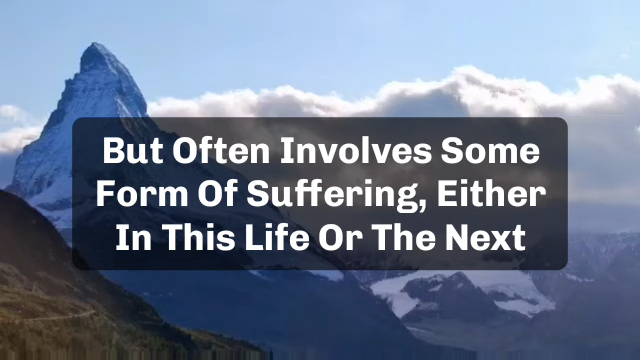 But Often Involves Some
Form Of Suffering, Either
In This Life Or The Next